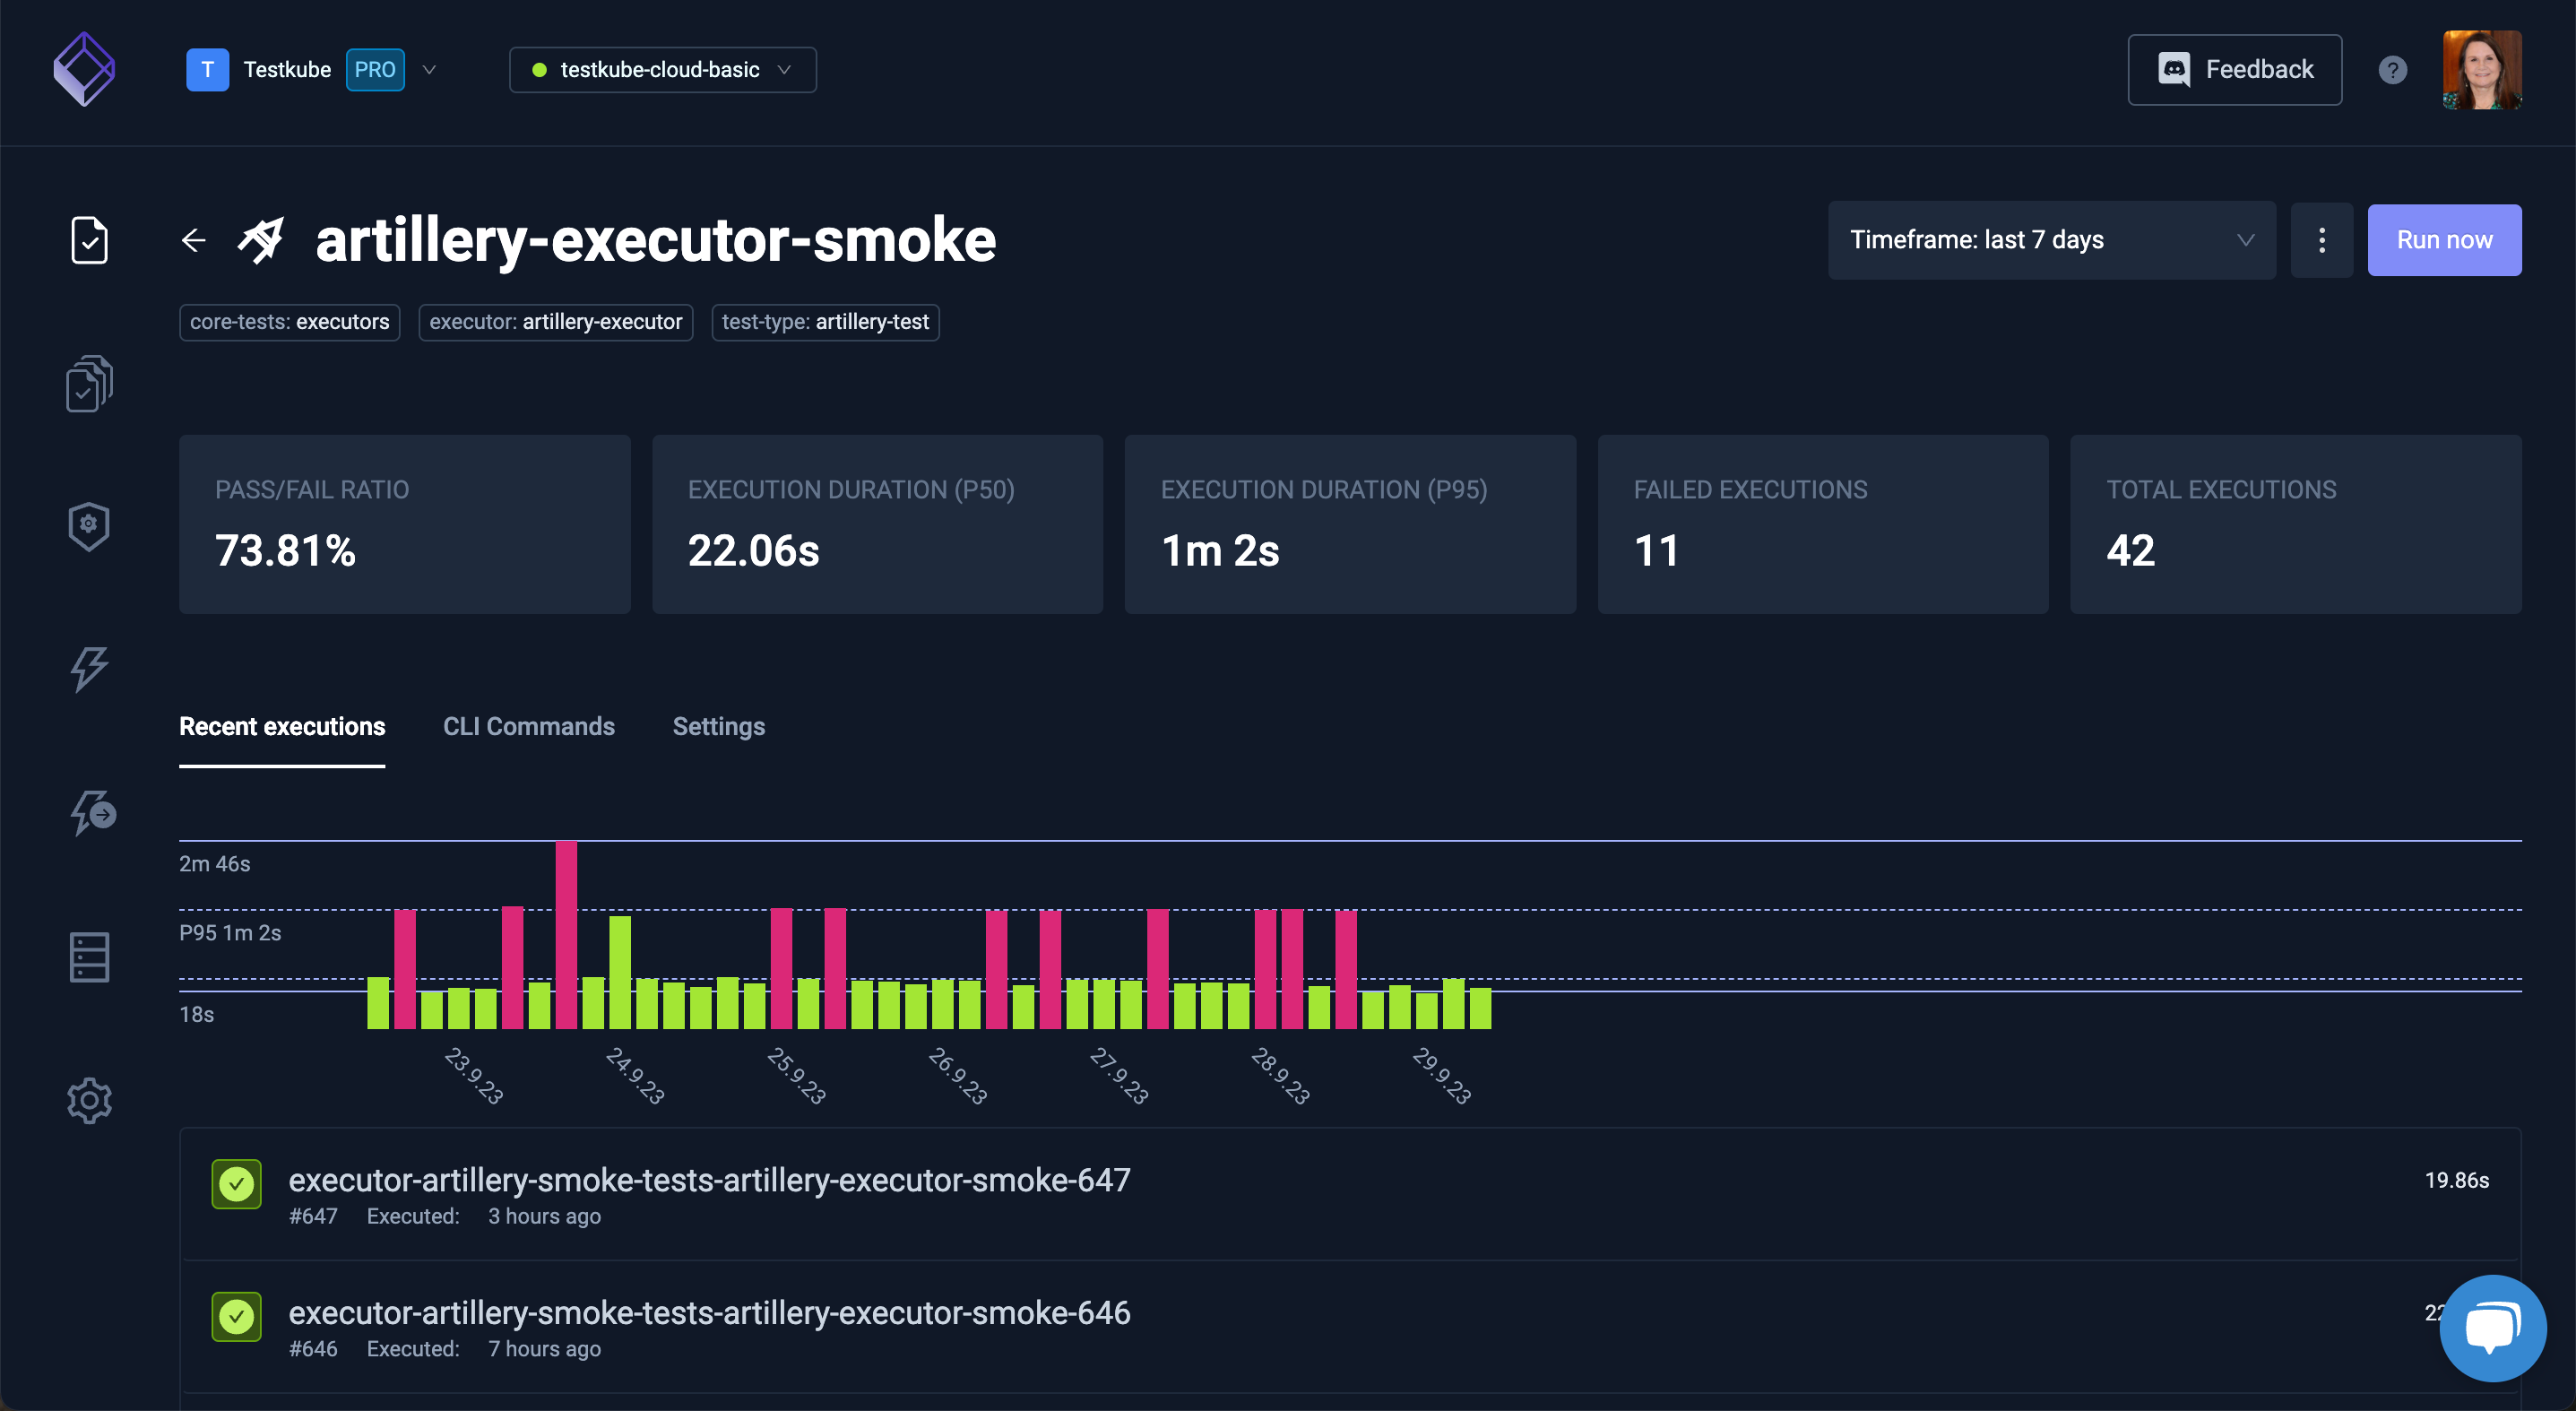 T Testkube PRO testkube-cloud-basic Feedback ?
artillery-executor-smoke Timeframe: last 7 days Run now
core-tests: executors executor: artillery-executor test-type: artillery-test
PASS/FAIL RATIO EXECUTION DURATION (P50) EXECUTION DURATION (P95) FAILED EXECUTIONS TOTAL EXECUTIONS
73.81% 22.06s 1m 2s 11 42
Recent executions CLI Commands Settings
2m 46s
P95 1m 2s
18s
23.9.23 24.9.23 25.9.23 26.9.23 27.9.23 28.9.23 29.9.23
executor-artillery-smoke-tests-artillery-executor-smoke-647 19.86s
#647 Executed: 3 hours ago
executor-artillery-smoke-tests-artillery-executor-smoke-646
#646 Executed: 7 hours ago